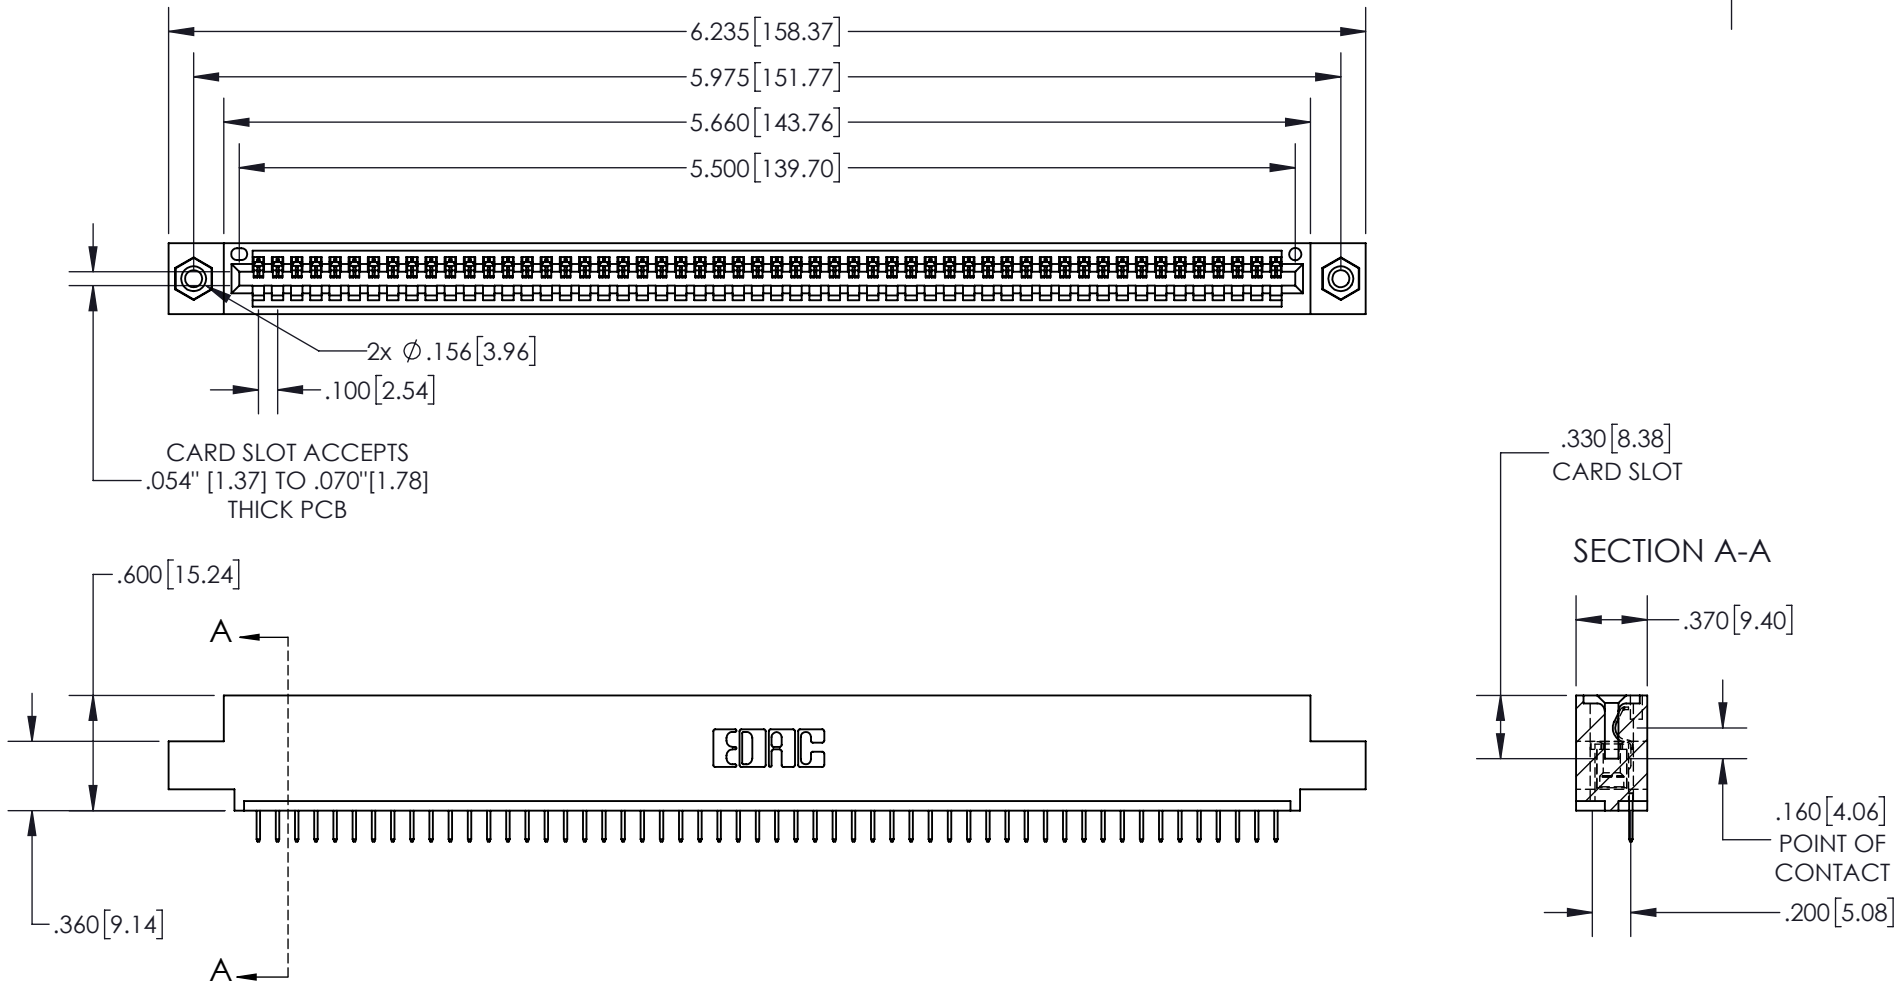 6.235[158.37]
5.975[151.77]
5.660[143.76]
5.500[139.70]
2x Ø.156[3.96]
.100[2.54]
CARD SLOT ACCEPTS
.054" [1.37] TO .070"[1.78]
THICK PCB
.330[8.38]
CARD SLOT
SECTION A-A
.600[15.24]
A
.370[9.40]
EDAC
.160[4.06]
POINT OF
CONTACT
.360[9.14]
.200[5.08]
A